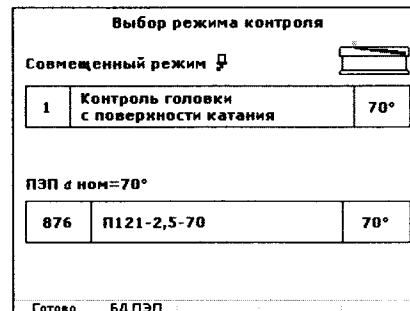 Выбор режима контроля
Совмещенный режим
1 Контроль головки с поверхности катания 70°
ПЭП d ном=70°
876 П121-2,5-70 70°
Готово БД ПЭП